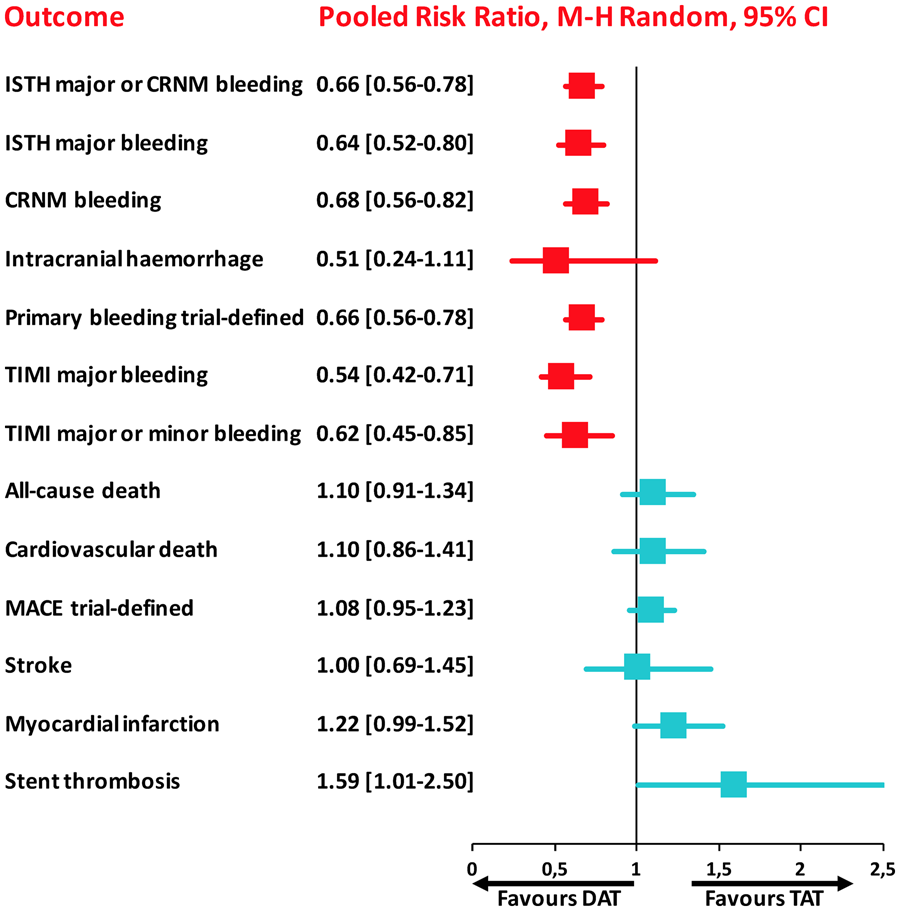 Outcome Pooled Risk Ratio, M-H Random, 95% CI
ISTH major or CRNM bleeding 0.66 [0.56-0.78]
ISTH major bleeding 0.64 [0.52-0.80]
CRNM bleeding 0.68 [0.56-0.82]
Intracranial haemorrhage 0.51 [0.24-1.11]
Primary bleeding trial-defined 0.66 [0.56-0.78]
TIMI major bleeding 0.54 [0.42-0.71]
TIMI major or minor bleeding 0.62 [0.45-0.85]
All-cause death 1.10 [0.91-1.34]
Cardiovascular death 1.10 [0.86-1.41]
MACE trial-defined 1.08 [0.95-1.23]
Stroke 1.00 [0.69-1.45]
Myocardial infarction 1.22 [0.99-1.52]
Stent thrombosis 1.59 [1.01-2.50]
0 0,5 1 1,5 2 2,5
Favours DAT Favours TAT